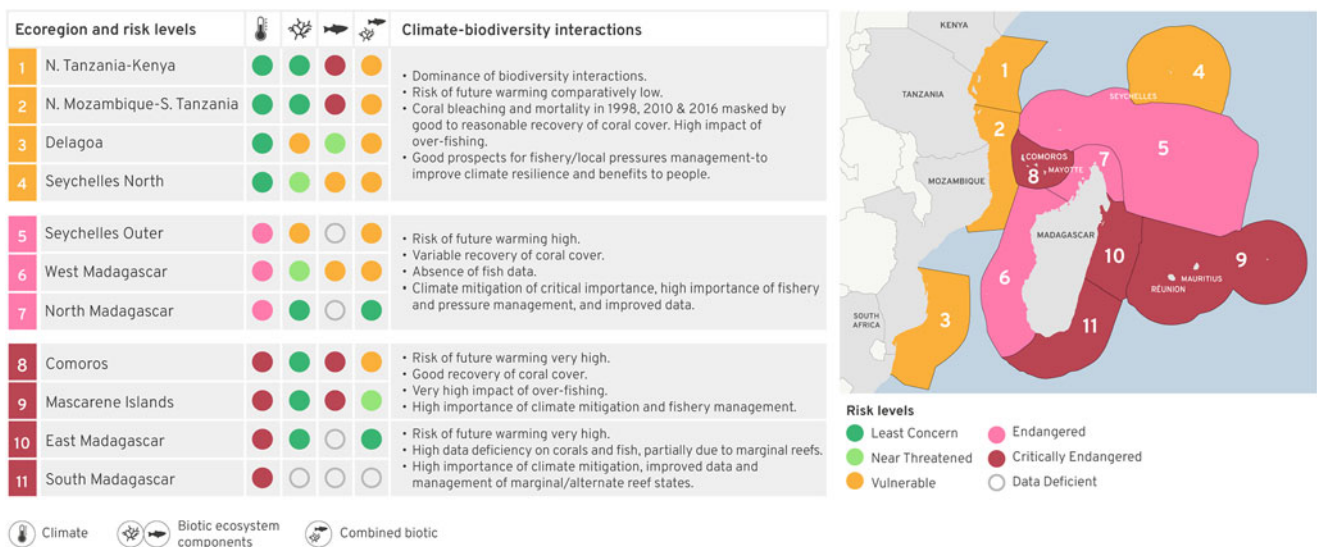 Ecoregion and risk levels
Climate-biodiversity interactions
1 N. Tanzania-Kenya
2 N. Mozambique-S. Tanzania
3 Delagoa
4 Seychelles North
• Dominance of biodiversity interactions.
• Risk of future warming comparatively low.
• Coral bleaching and mortality in 1998, 2010 & 2016 masked by
good to reasonable recovery of coral cover. High impact of
over-fishing.
• Good prospects for fishery/local pressures management-to
improve climate resilience and benefits to people.
5 Seychelles Outer
6 West Madagascar
7 North Madagascar
• Risk of future warming high.
• Variable recovery of coral cover.
• Absence of fish data.
• Climate mitigation of critical importance, high importance of fishery
and pressure management, and improved data.
8 Comoros
9 Mascarene Islands
• Risk of future warming very high.
• Good recovery of coral cover.
• Very high impact of over-fishing.
• High importance of climate mitigation and fishery management.
10 East Madagascar
11 South Madagascar
• Risk of future warming very high.
• High data deficiency on corals and fish, partially due to marginal reefs.
• High importance of climate mitigation, improved data and
management of marginal/alternate reef states.
Climate
Biotic ecosystem
components
Combined biotic
KENYA
1
4
TANZANIA
SEYCHELLES
2
5
COMOROS
7
8
MAYOTTE
MOZAMBIQUE
MADAGASCAR
10
9
6
MAURITIUS
RÉUNION
3
SOUTH
AFRICA
11
Risk levels
Least Concern
Near Threatened
Vulnerable
Endangered
Critically Endangered
Data Deficient